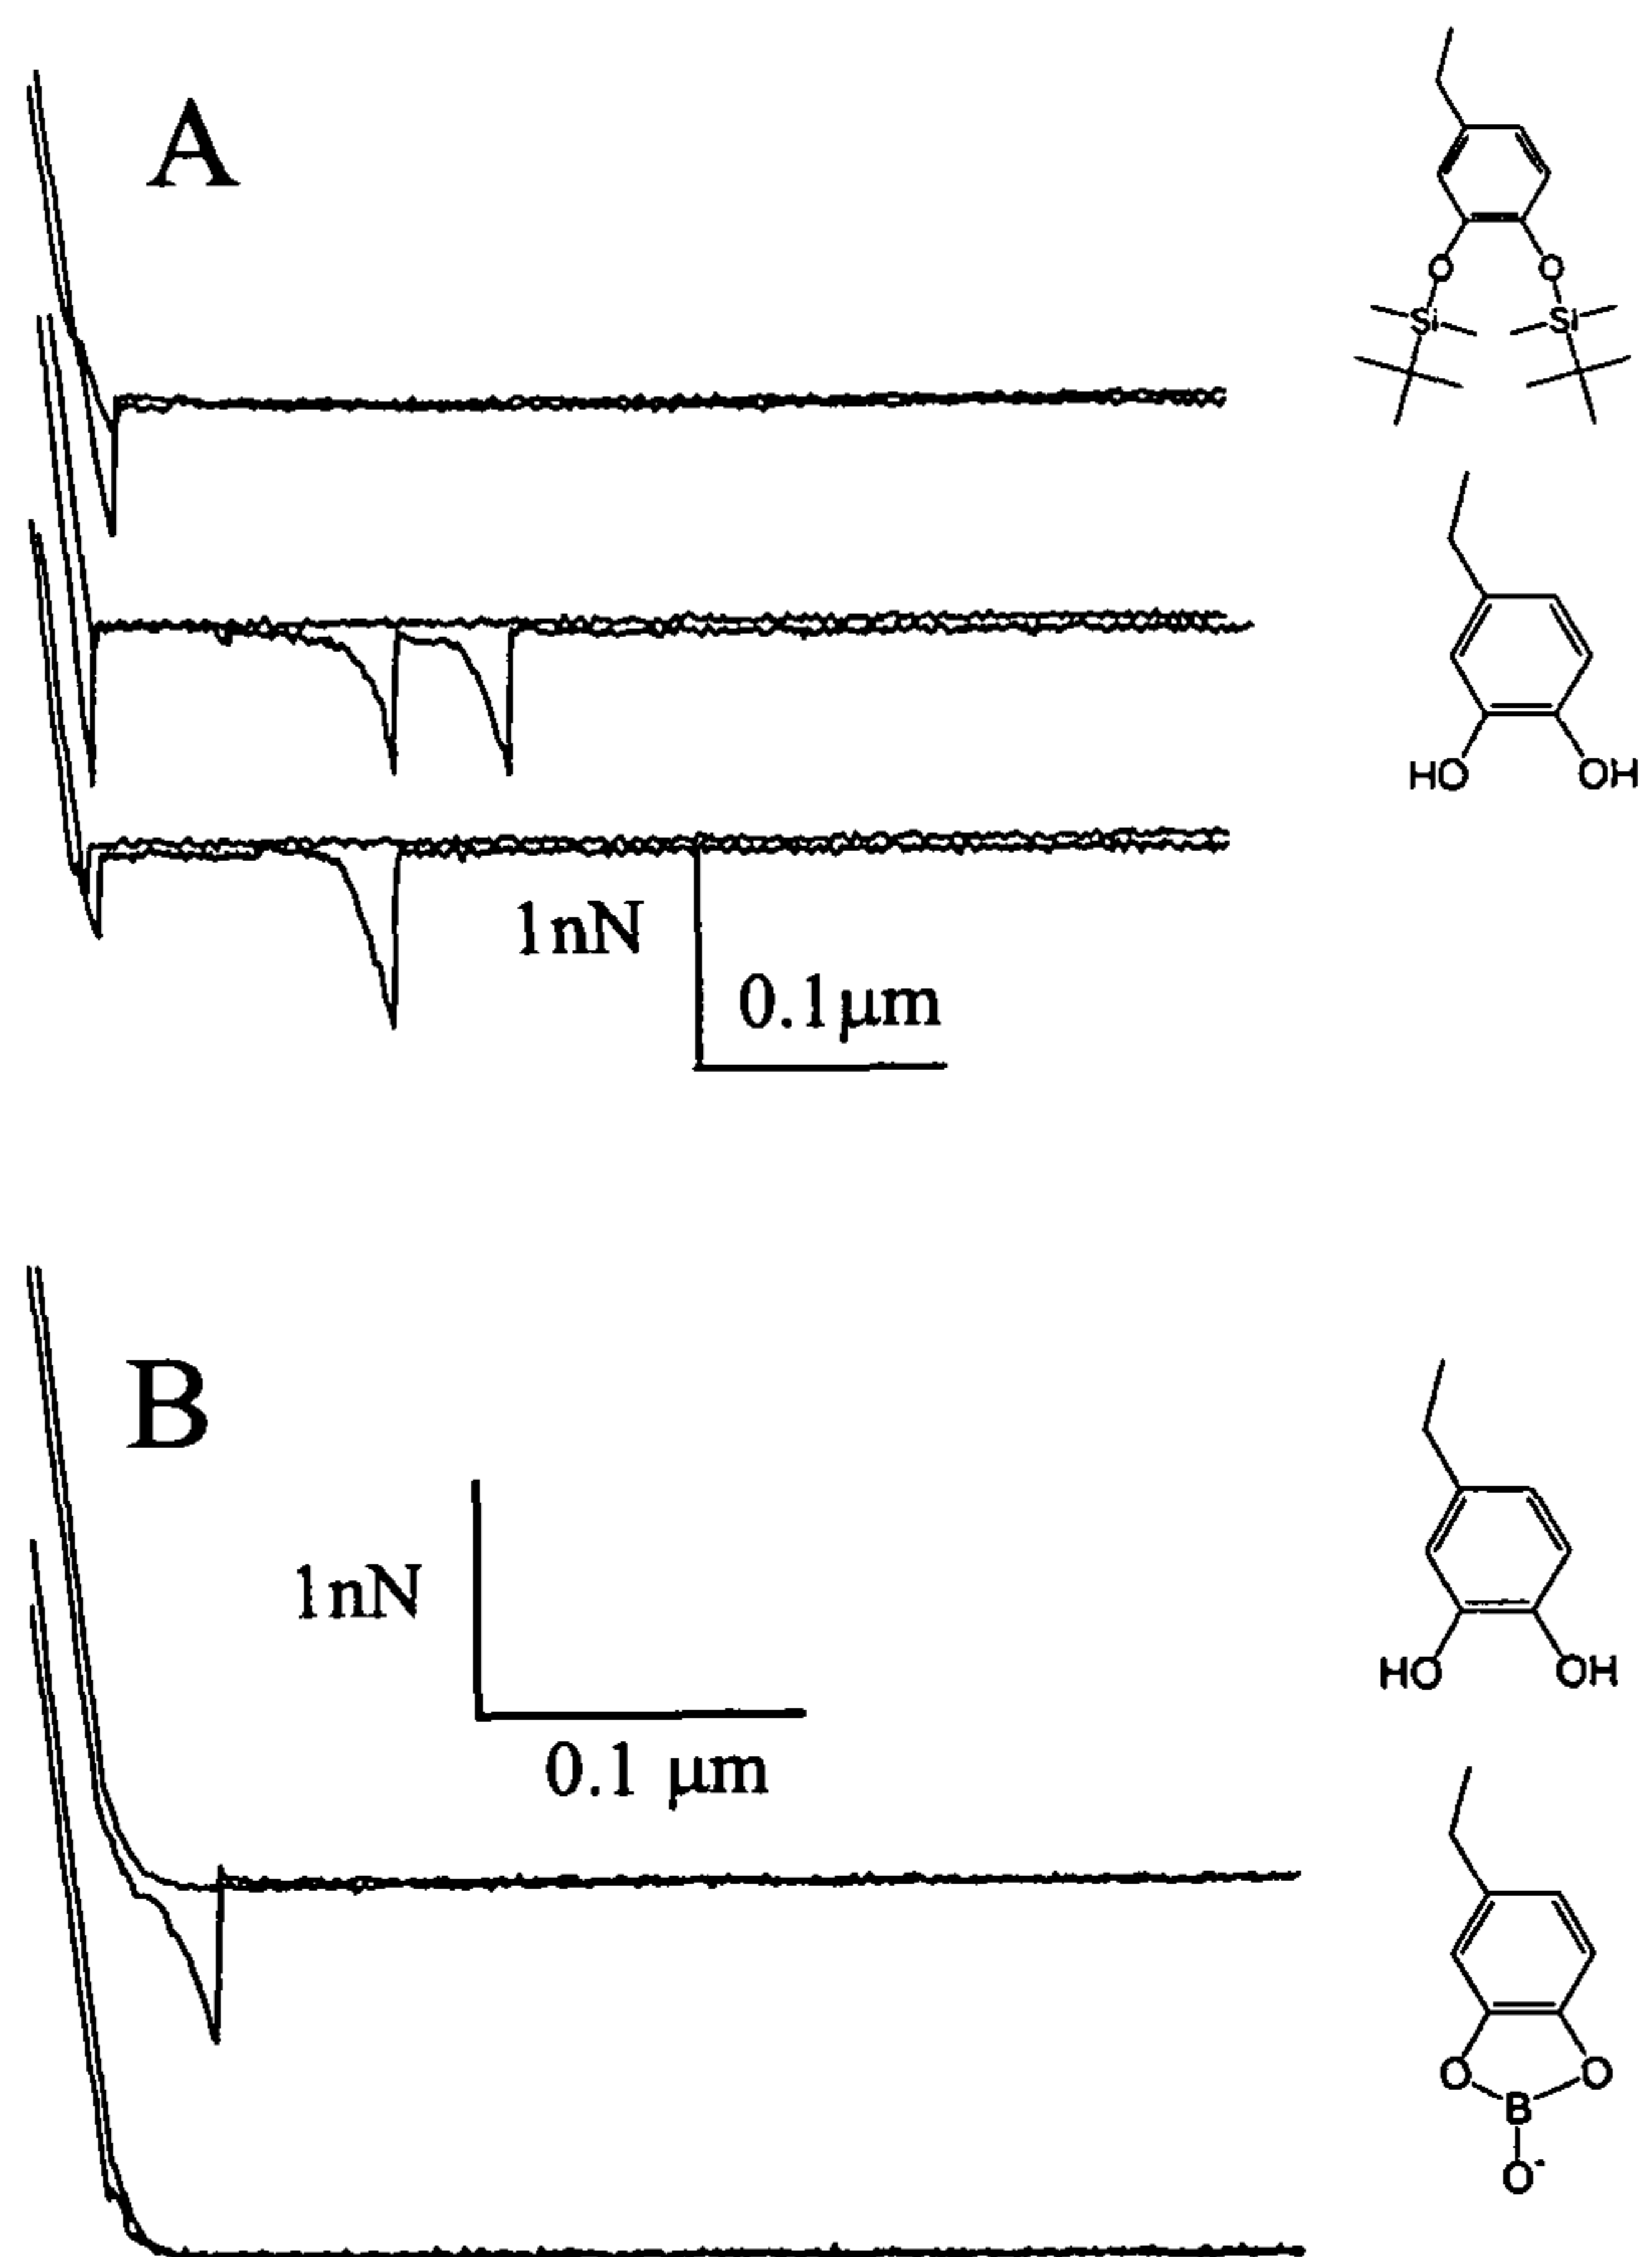 A
O O
Si Si
HO OH
1nN
0.1μm
B
1nN
0.1 μm
HO OH
O O
B
O-